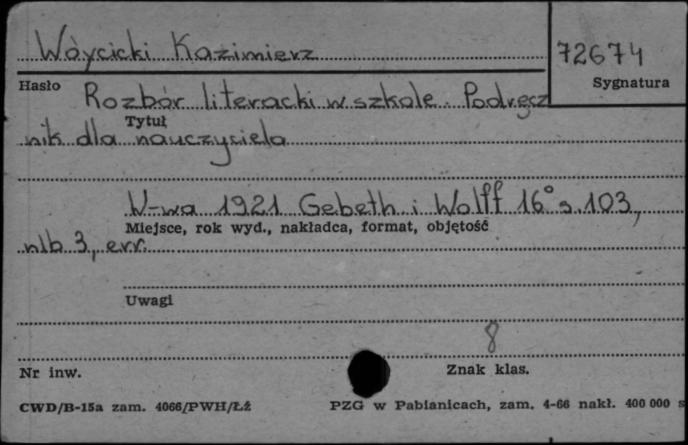 Wóycicki Kazimierz
72674
Hasło
Sygnatura
Rozbiór literacki w szkole. Podręcz
Tytuł
nik dla nauczyciela
W-wa 1921 Gebeth. i Wolff 16° s. 103,
Miejsce, rok wyd., nakładca, format, objętość
nlb 3, err.
Uwagi
8
Nr inw.
Znak klas.
CWD/B-15a zam. 4066/PWH/Łź
PZG w Pabianicach, zam. 4-66 nakł. 400 000 s